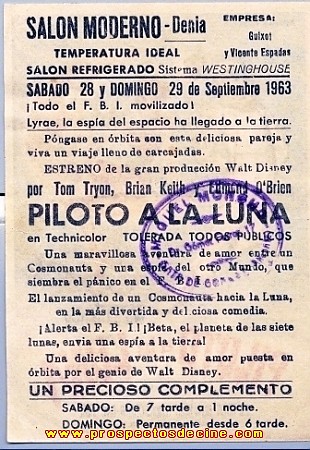 SALON MODERNO - Denia
EMPRESA:
Guixot
y Vicente Espadas
TEMPERATURA IDEAL
SALON REFRIGERADO Sistema WESTINGHOUSE
SABADO 28 y DOMINGO 29 de Septiembre 1963
¡Todo el F. B. I. movilizado!
Lyrae, la espía del espacio ha llegado a la tierra.
Póngase en órbita con esta deliciosa pareja y
viva un viaje lleno de carcajadas.
ESTRENO de la gran producción Walt Disney
por Tom Tryon, Brian Keith y Edmund O'Brien
PILOTO A LA LUNA
en Technicolor TOLERADA TODOS PUBLICOS
Una maravillosa aventura de amor entre un
Cosmonauta y una espía del otro Mundo, que
siembra el pánico en el B I
El lanzamiento de un Cosmonauta hacia la Luna,
en la más divertida y deliciosa comedia.
¡Alerta el F. B. I! ¡Beta, el planeta de las siete
lunas, envia una espía a la tierra!
Una deliciosa aventura de amor puesta en
órbita por el genio de Walt Disney.
UN PRECIOSO COMPLEMENTO
SABADO: De 7 tarde a 1 noche.
DOMINGO: Permanente desde 6 tarde.
www.prospectosdecine.com